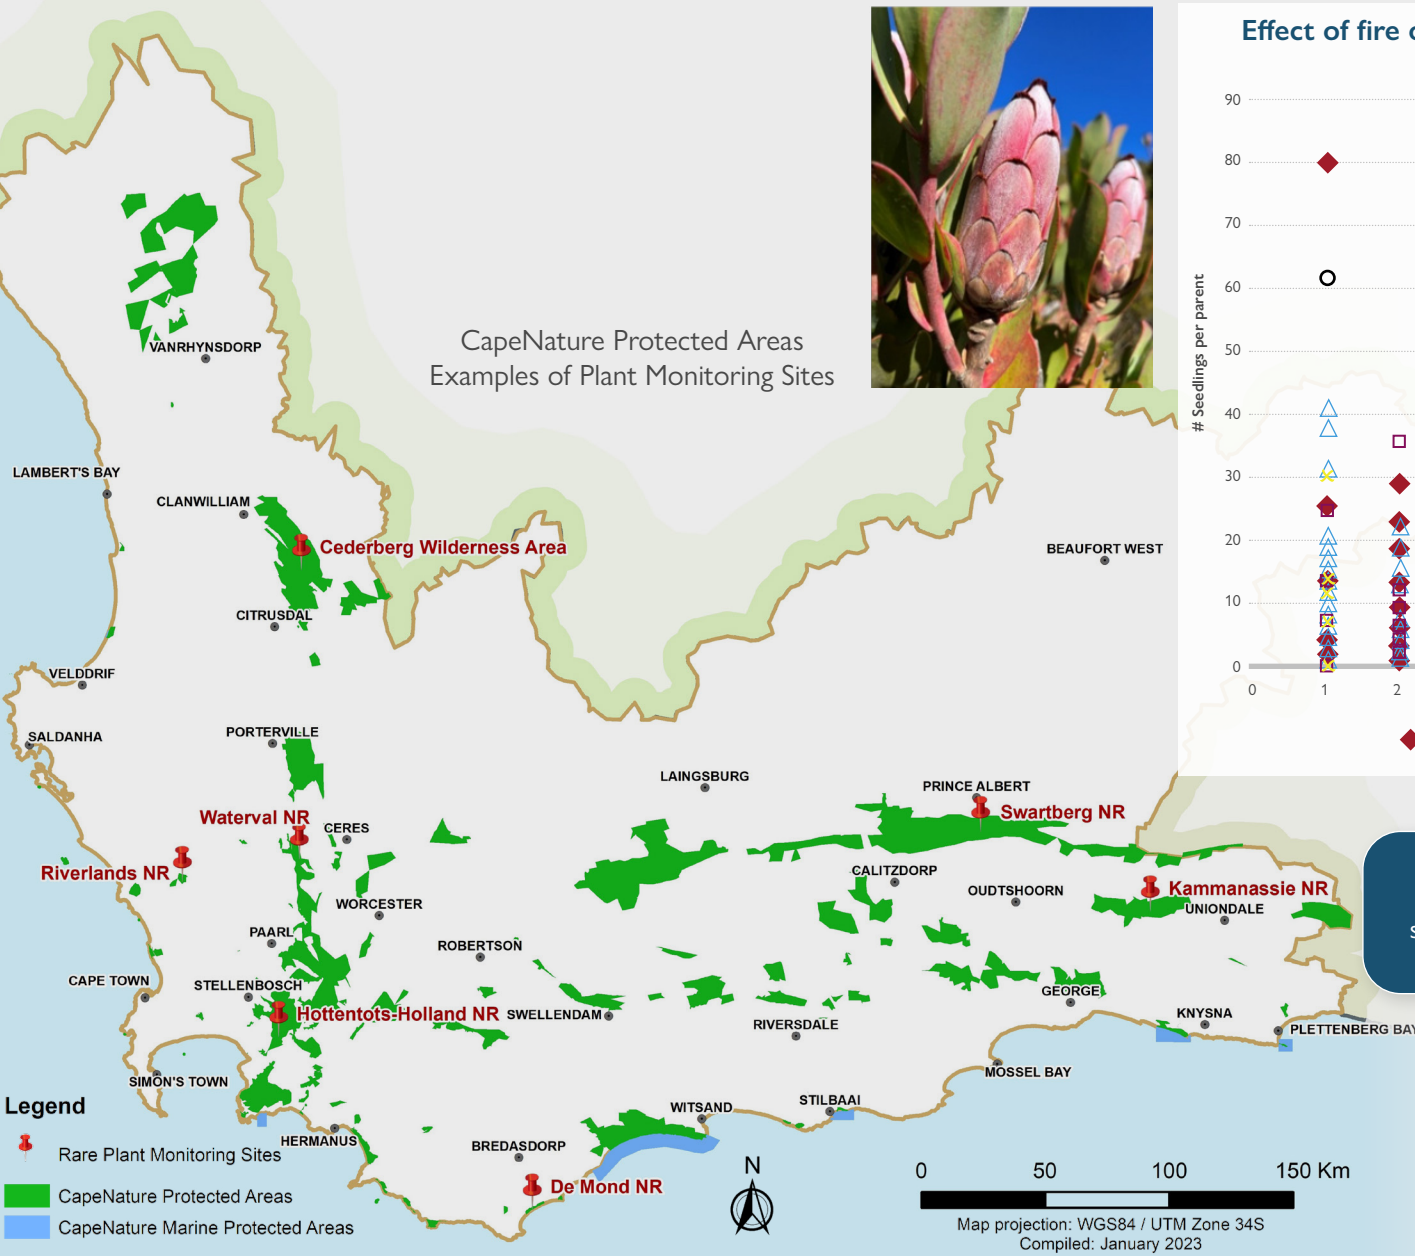 Effect of fire
90
80
70
60
50
40
30
20
10
0
# Seedlings per parent
0 1 2
CapeNature Protected Areas
Examples of Plant Monitoring Sites
VANRHYNSDORP
LAMBERT'S BAY
CLANWILLIAM
Cederberg Wilderness Area
BEAUFORT WEST
CITRUSDAL
VELDDRIF
SALDANHA
PORTERVILLE
LAINGSBURG
PRINCE ALBERT
Swartberg NR
Waterval NR
CERES
Riverlands NR
CALITZDORP
OUDTSHOORN
Kammanassie NR
UNIONDALE
WORCESTER
PAARL
ROBERTSON
CAPE TOWN
STELLENBOSCH
GEORGE
Hottentots-Holland NR
SWELLENDAM
RIVERSDALE
KNYSNA
PLETTENBERG BAY
MOSSEL BAY
SIMON'S TOWN
STILBAAI
WITSAND
HERMANUS
BREDASDORP
De Mond NR
Legend
Rare Plant Monitoring Sites
CapeNature Protected Areas
CapeNature Marine Protected Areas
N
0 50 100 150 Km
Map projection: WGS84 / UTM Zone 34S
Compiled: January 2023